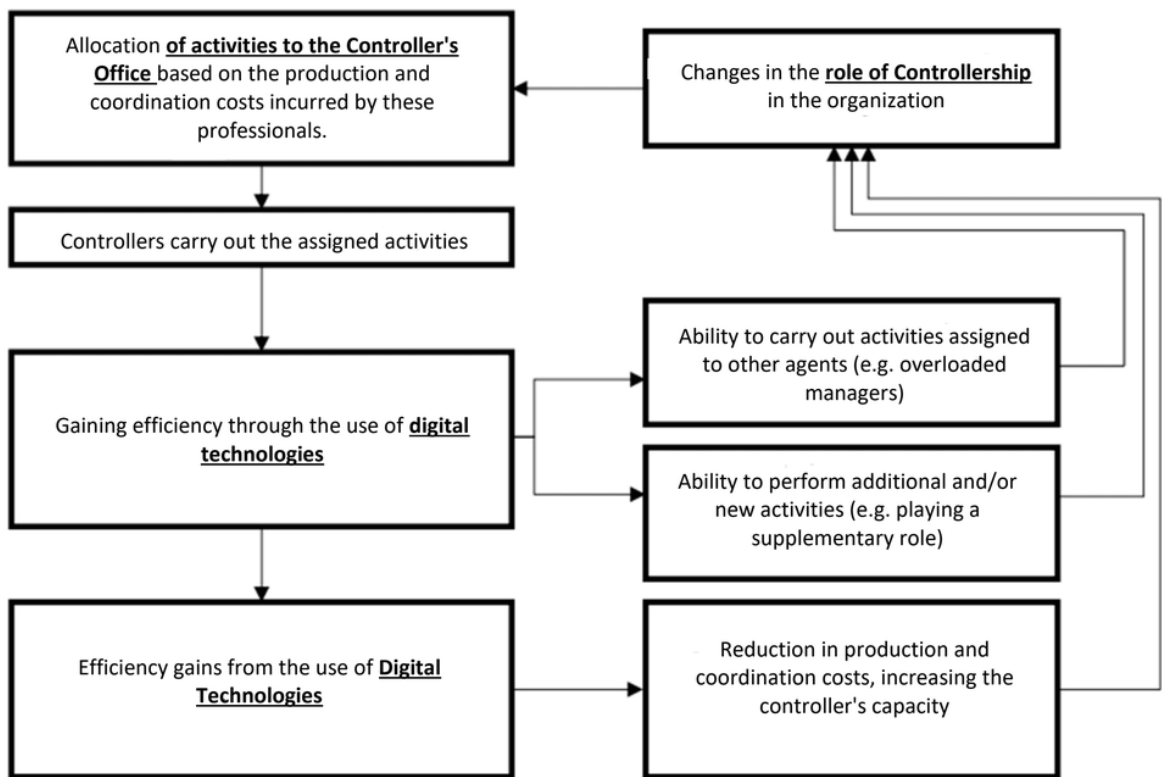 Allocation of activities to the Controller's
Office based on the production and
coordination costs incurred by these
professionals.
Changes in the role of Controllership
in the organization
Controllers carry out the assigned activities
Gaining efficiency through the use of digital
technologies
Ability to carry out activities assigned
to other agents (e.g. overloaded
managers)
Ability to perform additional and/or
new activities (e.g. playing a
supplementary role)
Efficiency gains from the use of Digital
Technologies
Reduction in production and
coordination costs, increasing the
controller's capacity